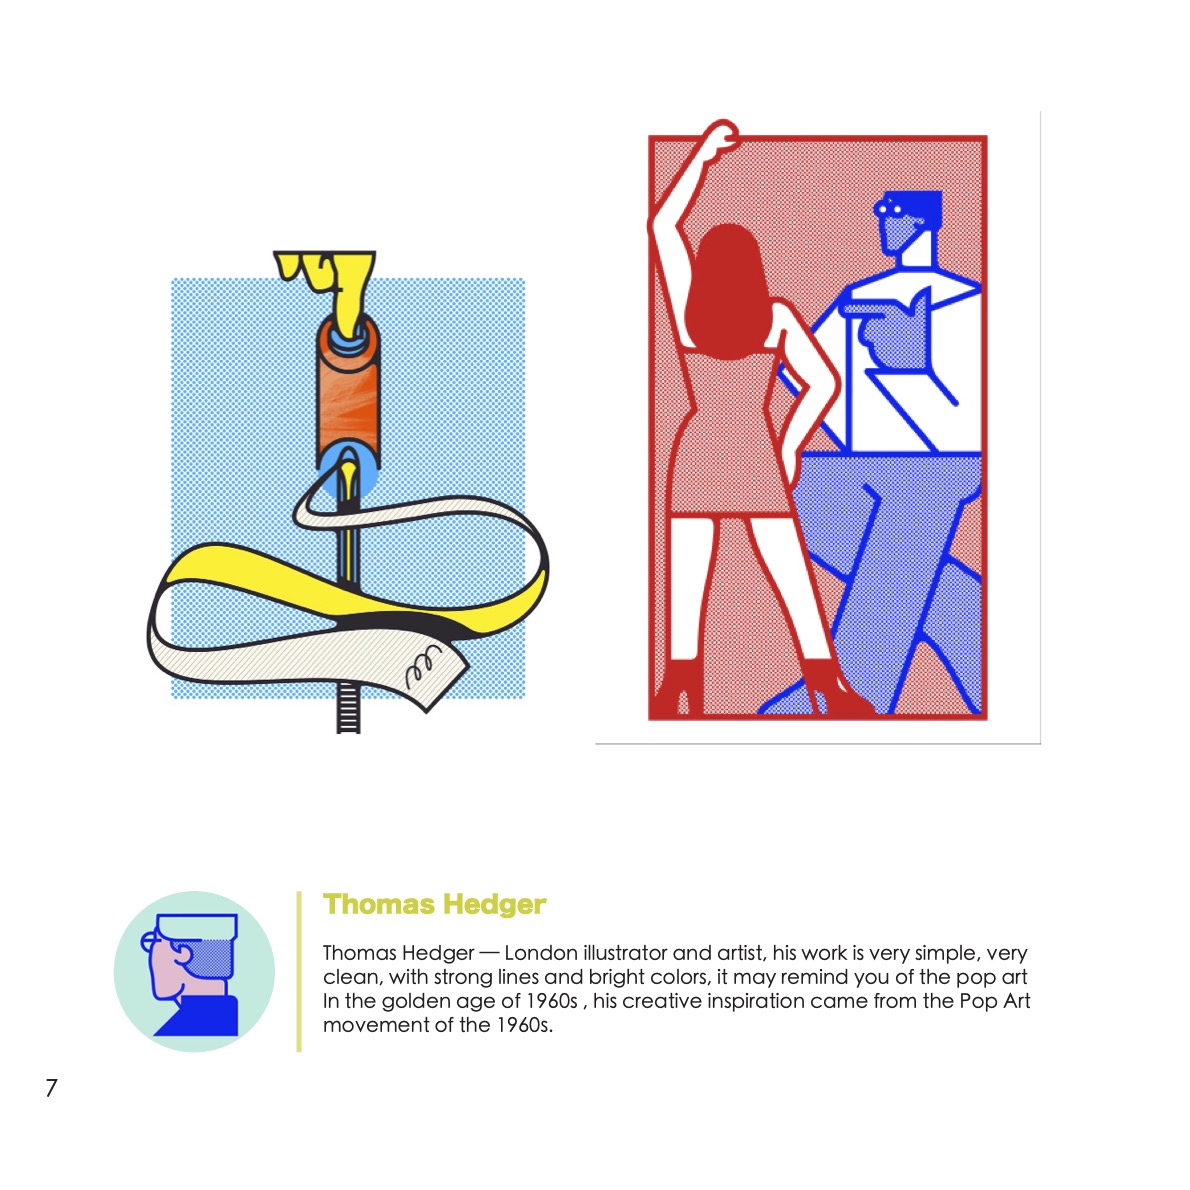 Thomas Hedger
Thomas Hedger — London illustrator and artist, his work is very simple, very
clean, with strong lines and bright colors, it may remind you of the pop art
In the golden age of 1960s , his creative inspiration came from the Pop Art
movement of the 1960s.
7